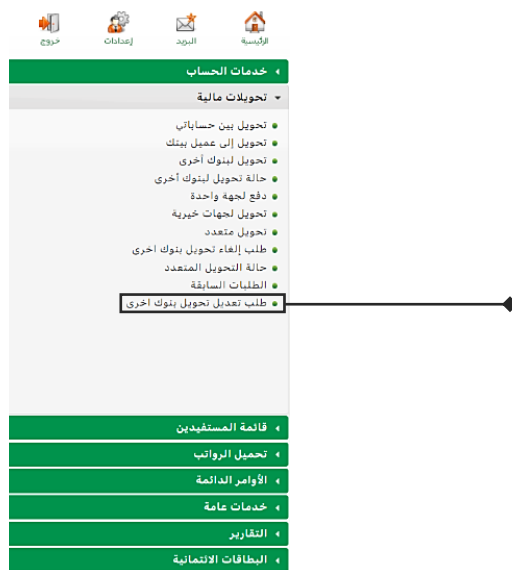 الرئيسية
البريد
إعدادات
خروج
خدمات الحساب
تحويلات مالية
تحويل بين حساباتي
تحويل إلى عميل بيتك
تحويل لبنوك أخرى
حالة تحويل لبنوك أخرى
دفع لجهة واحدة
تحويل لجهات خيرية
تحويل متعدد
طلب إلغاء تحويل بنوك اخرى
حالة التحويل المتعدد
الطلبات السابقة
طلب تعديل تحويل بنوك اخرى
قائمة المستفيدين
تحميل الرواتب
الأوامر الدائمة
خدمات عامة
التقارير
البطاقات الائتمانية